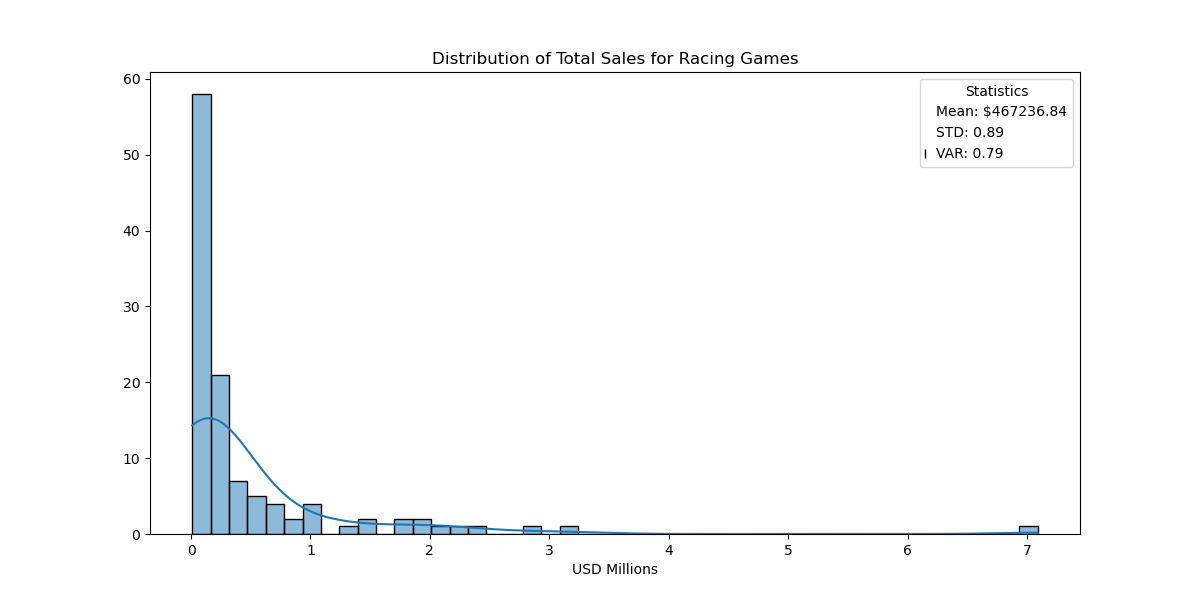 Distribution of Total Sales for Racing Games
60
50
40
30
20
10
0
Statistics
Mean: $467236.84
STD: 0.89
VAR: 0.79
0 1 2 3 4 5 6 7
USD Millions